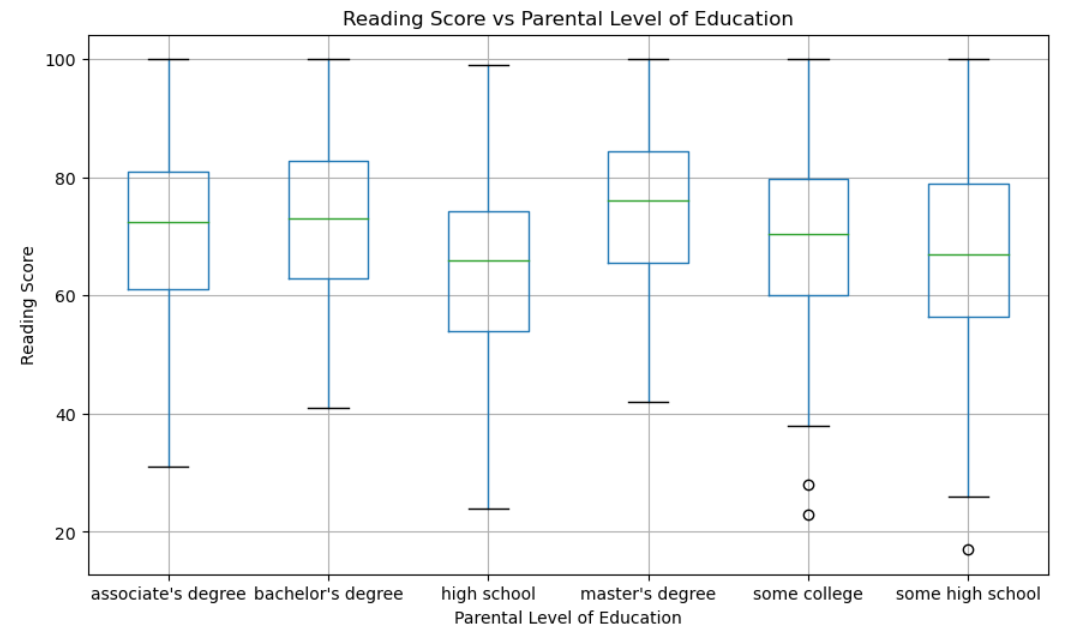 Reading Score vs Parental Level of Education
100
80
60
40
20
Reading Score
associate's degree bachelor's degree high school master's degree some college some high school
Parental Level of Education